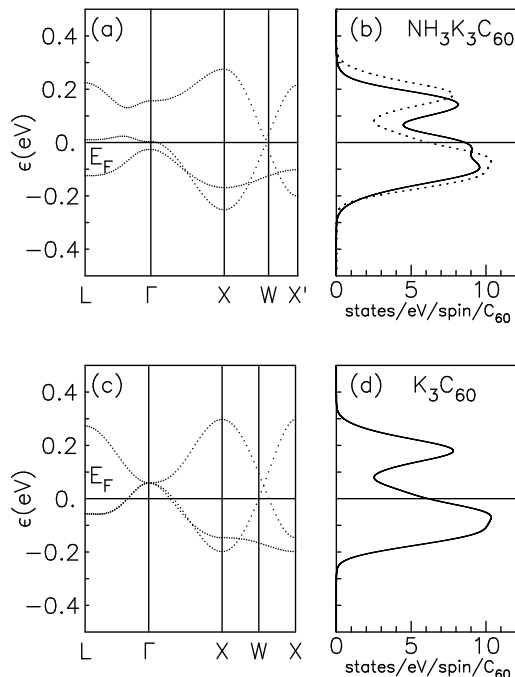 (a)
0.4
0.2
0.
-0.2
-0.4
ϵ(eV)
E_F
L Γ X W X'
(b) NH₃K₃C₆₀
0 5 10
states/eV/spin/C₆₀
(c)
0.4
0.2
0.
-0.2
-0.4
ϵ(eV)
E_F
L Γ X W X
(d) K₃C₆₀
0 5 10
states/eV/spin/C₆₀